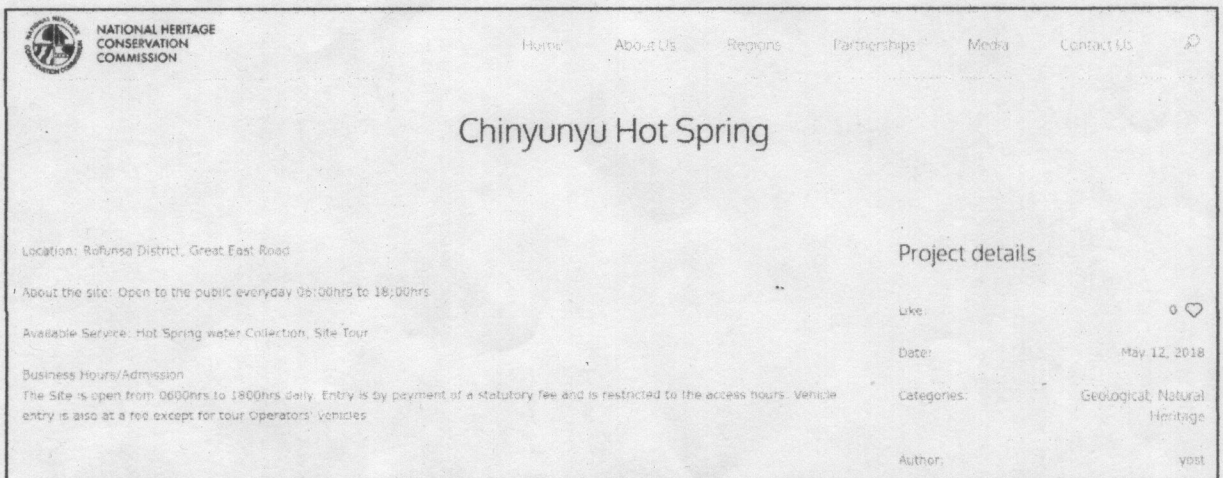 NATIONAL HERITAGE
CONSERVATION
COMMISSION
Home About Us Regions Partnerships Media Contact Us
Chinyunyu Hot Spring
Location: Rufunsa District, Great East Road
About the site: Open to the public everyday 06:00hrs to 18:00hrs
Available Service: Hot Spring water Collection, Site Tour
Business Hours/Admission
The Site is open from 0600hrs to 1800hrs daily. Entry is by payment of a statutory fee and is restricted to the access hours. Vehicle
entry is also at a fee except for tour Operators' vehicles
Project details
Like: 0
Date: May 12, 2018
Categories: Geological, Natural
Heritage
Author: yost